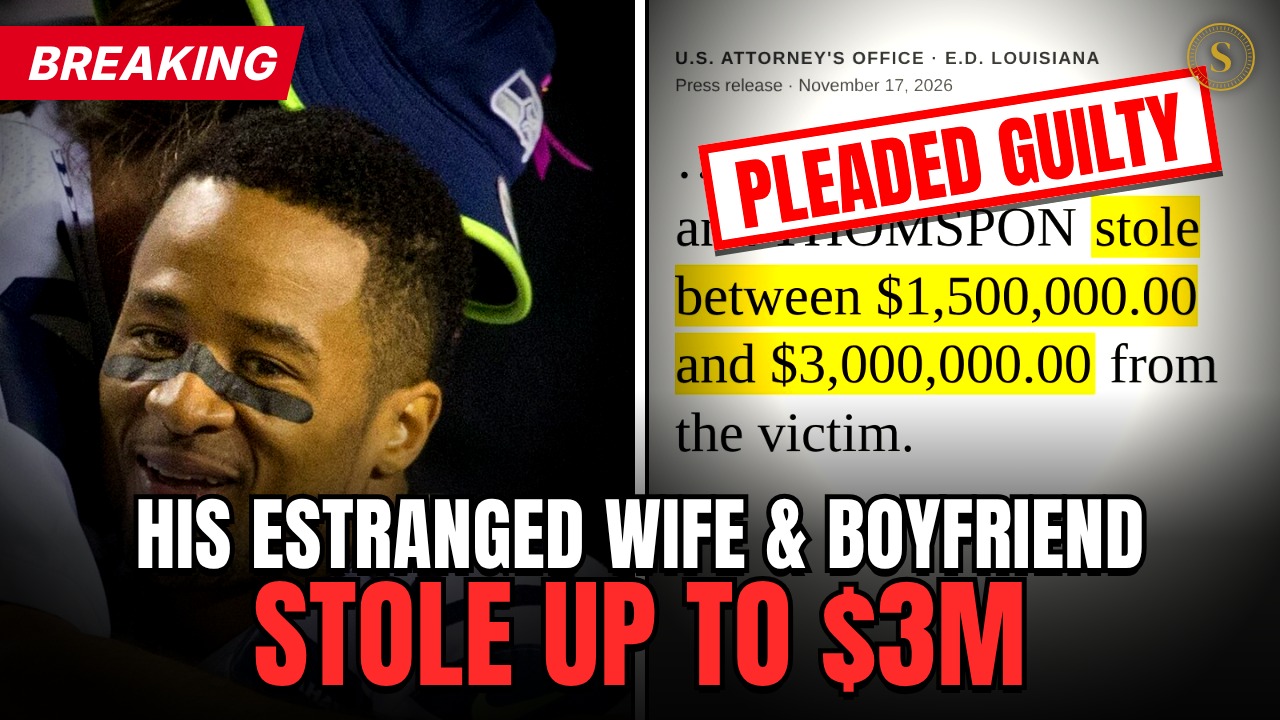 BREAKING
U.S. ATTORNEY'S OFFICE · E.D. LOUISIANA
Press release · November 17, 2026
S
PLEADED GUILTY
THOMSPON stole
between $1,500,000.00
and $3,000,000.00 from
the victim.
HIS ESTRANGED WIFE & BOYFRIEND
STOLE UP TO $3M